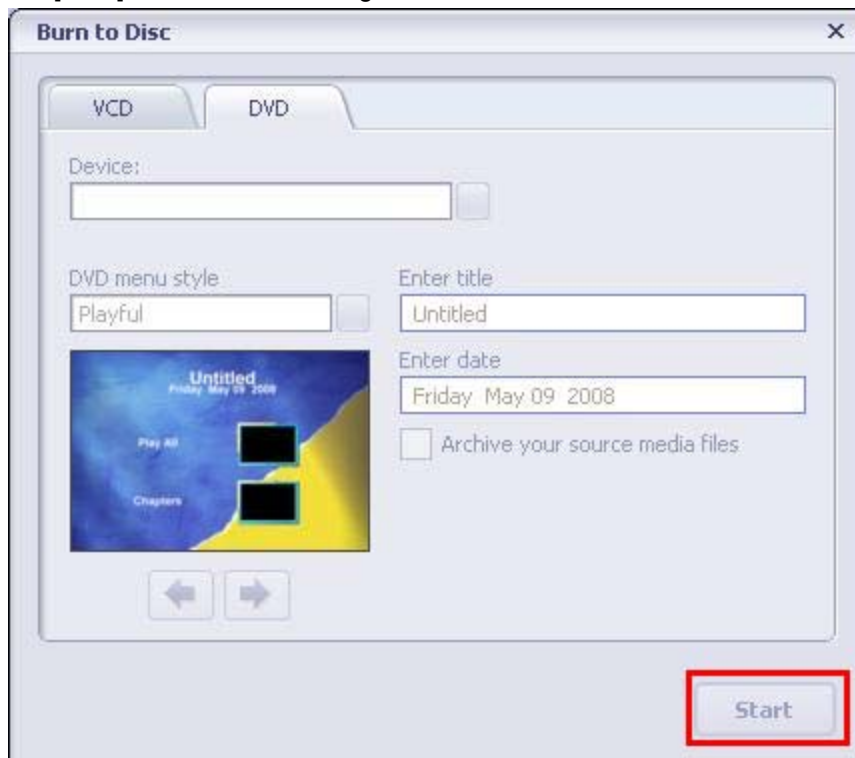 Burn to Disc
VCD DVD
Device:
DVD menu style Enter title
Playful Untitled
Enter date
Friday May 09 2008
Archive your source media files
Untitled
Friday May 09 2008
Play All
Chapters
Start